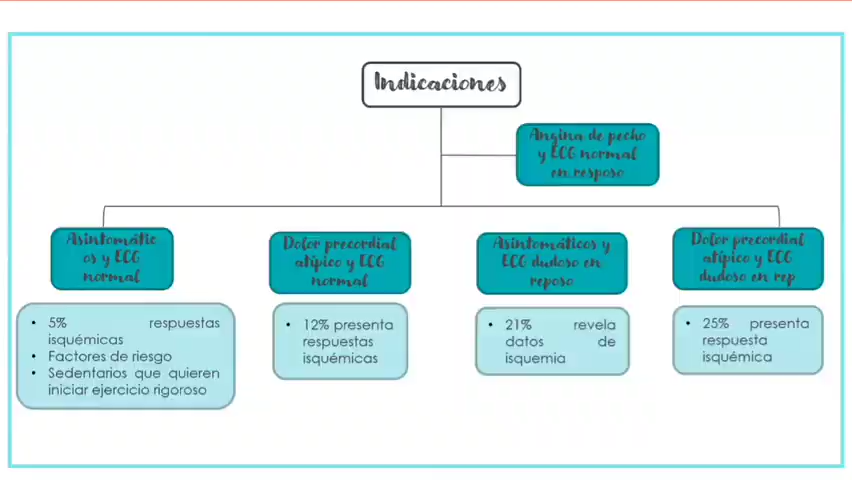 Indicaciones
Angina de pecho
y ECG normal
en resposo
Asintomátic
os y ECG
normal
• 5% respuestas
isquémicas
• Factores de riesgo
• Sedentarios que quieren
iniciar ejercicio rigoroso
Dolor precordial
atípico y ECG
normal
• 12% presenta
respuestas
isquémicas
Asintomáticos y
ECG dudoso en
reposo
• 21% revela
datos de
isquemia
Dolor precordial
atípico y ECG
dudoso en rep
• 25% presenta
respuesta
isquémica